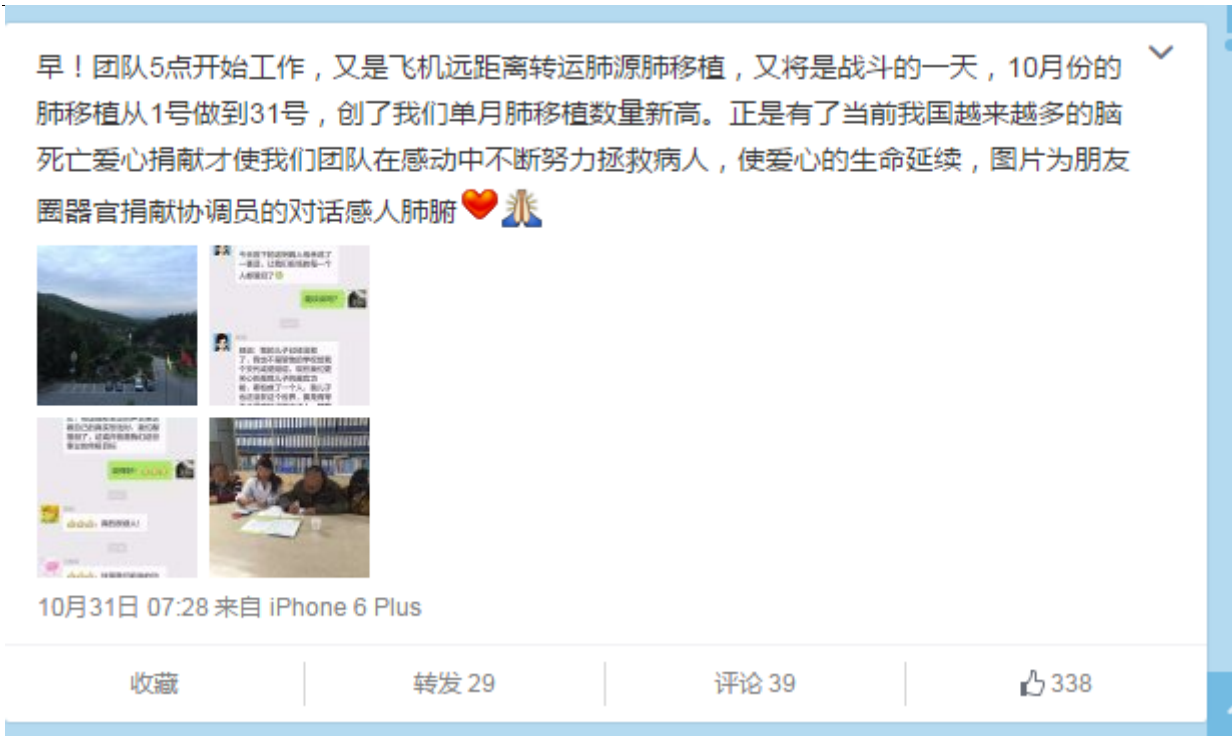 早！团队5点开始工作，又是飞机远距离转运肺源肺移植，又将是战斗的一天，10月份的
肺移植从1号做到31号，创了我们单月肺移植数量新高。正是有了当前我国越来越多的脑
死亡爱心捐献才使我们团队在感动中不断努力拯救病人，使爱心的生命延续，图片为朋友
圈器官捐献协调员的对话感人肺腑
10月31日 07:28 来自 iPhone 6 Plus
收藏
转发 29
评论 39
338